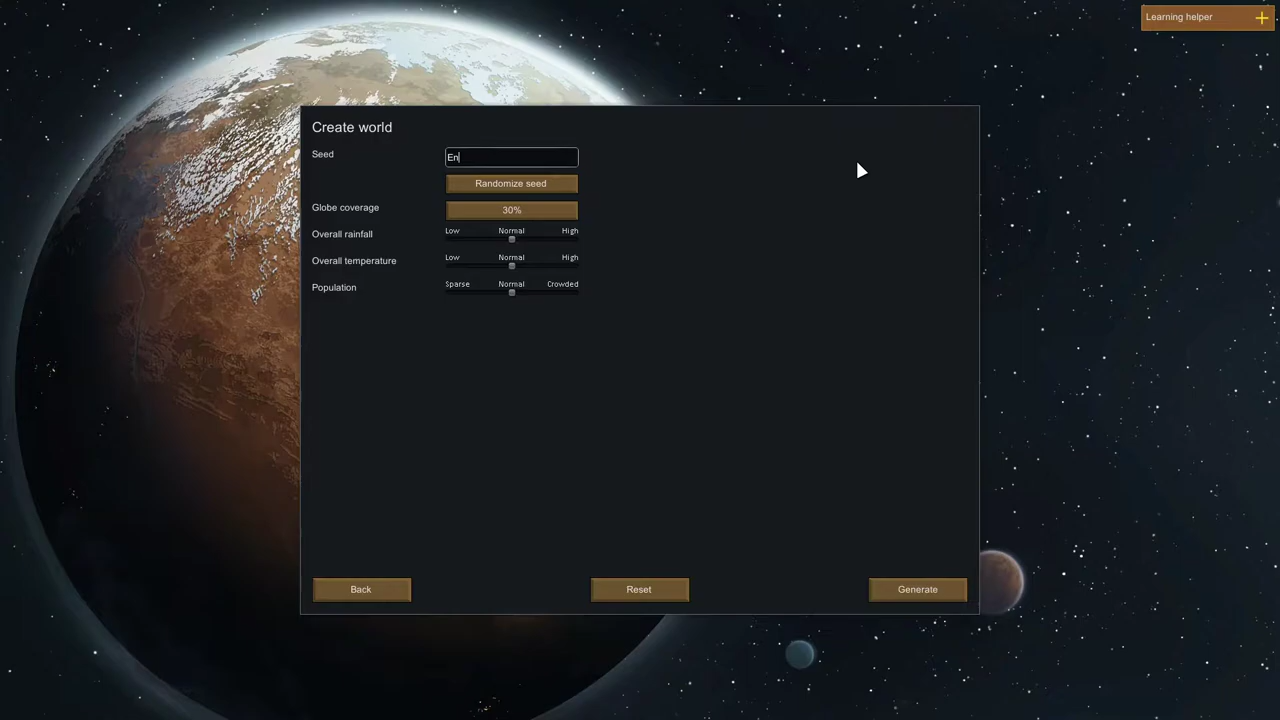 Learning helper
Create world
Seed
En
Randomize seed
Globe coverage
30%
Overall rainfall
Low Normal High
Overall temperature
Low Normal High
Population
Sparse Normal Crowded
Back Reset Generate